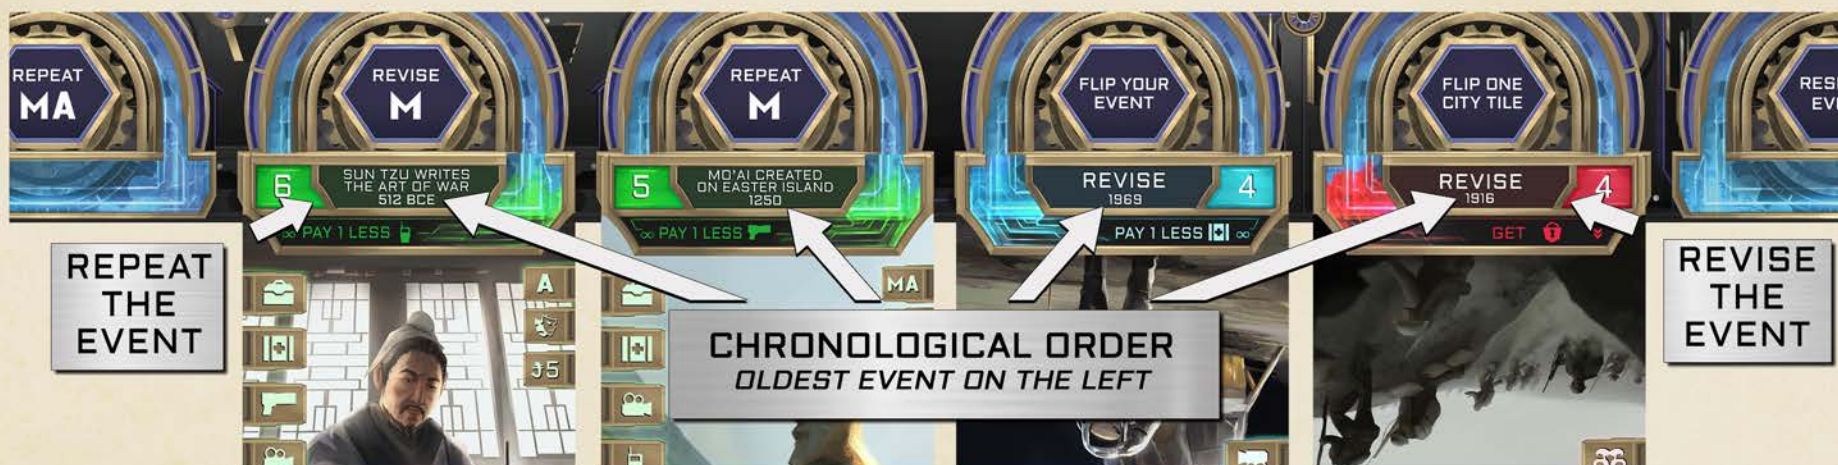 REPEAT
MA
REVISE
M
REPEAT
M
FLIP YOUR
EVENT
FLIP ONE
CITY TILE
6
SUN TZU WRITES
THE ART OF WAR
512 BCE
5
MO'AI CREATED
ON EASTER ISLAND
1250
REVISE
1969
4
REVISE
1916
4
∞ PAY 1 LESS
∞ PAY 1 LESS
PAY 1 LESS ∞
GET
REPEAT
THE
EVENT
A
5
MA
CHRONOLOGICAL ORDER
OLDEST EVENT ON THE LEFT
REVISE
THE
EVENT